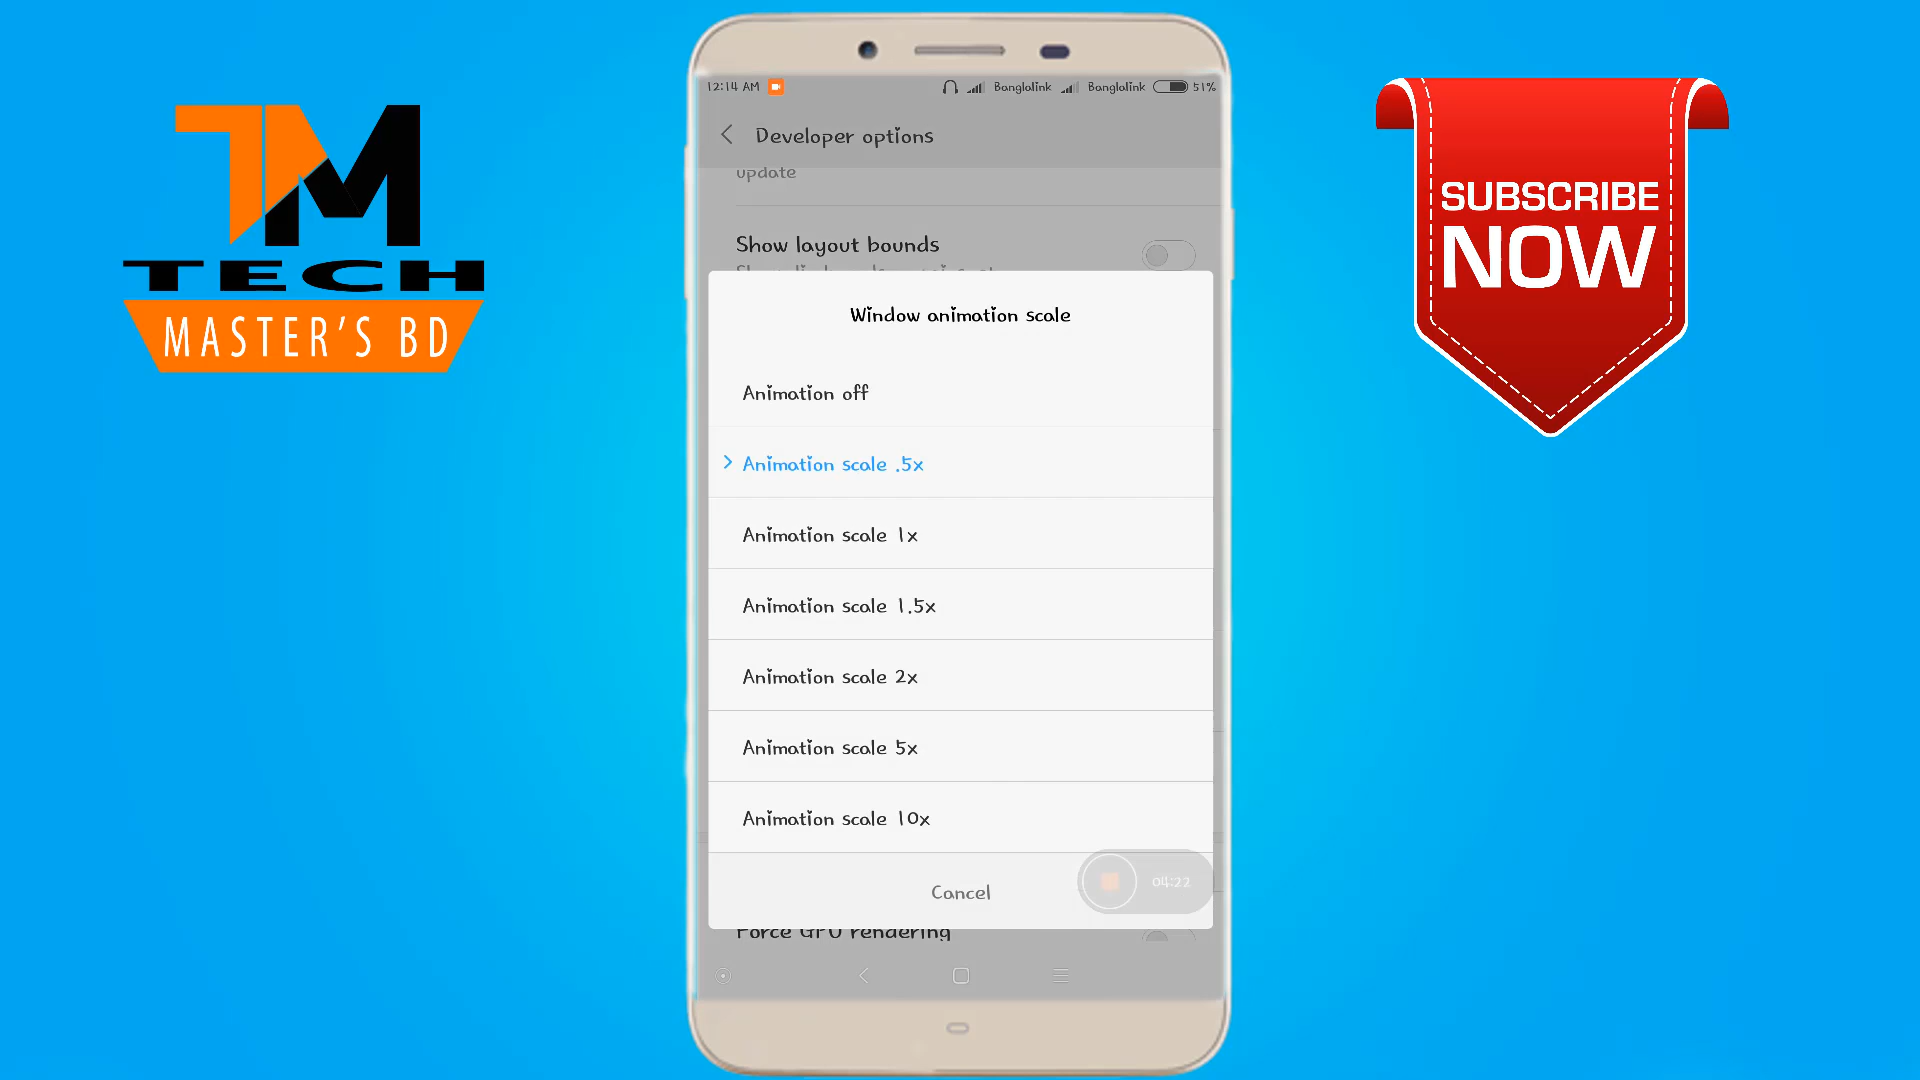 TM
TECH
MASTER'S BD
12:14 AM
Banglalink Banglalink 51%
Developer options
update
Show layout bounds
Window animation scale
Animation off
Animation scale .5x
Animation scale 1x
Animation scale 1.5x
Animation scale 2x
Animation scale 5x
Animation scale 10x
Cancel
04:22
Force GPU rendering
SUBSCRIBE
NOW